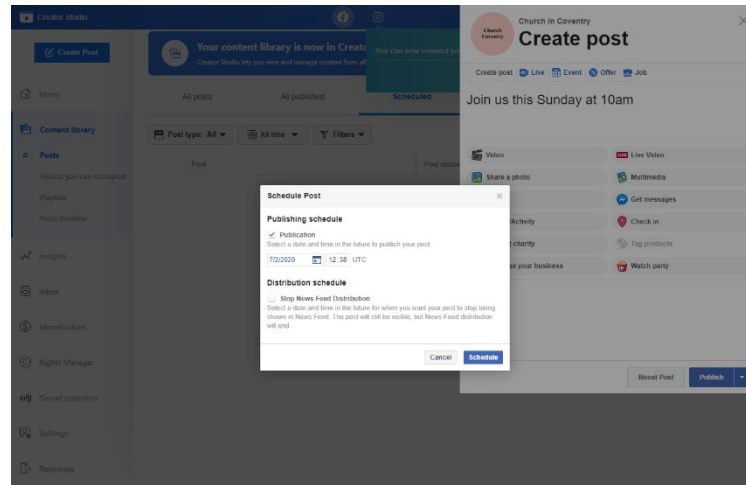 Creator Studio
Create Post
Home
Content library
Posts
Videos you can crosspost
Playlists
Posts timeline
Insights
Inbox
Monetisation
Rights Manager
Sound collection
Settings
Resources
Your content library is now in Creato
Creator Studio lets you view and manage content from all
You can now connect yo
All posts
All published
Scheduled
Post type: All
All time
Filters
Post
Post status
Church in Coventry
Church
Coventry
Create post
Create post
Live
Event
Offer
Job
Join us this Sunday at 10am
Video
Live Video
Share a photo
Multimedia
Get messages
/Activity
Check in
charity
Tag products
your business
Watch party
Boost Post
Publish
Schedule Post
Publishing schedule
Publication
Select a date and time in the future to publish your post.
7/2/2020
12:38 UTC
Distribution schedule
Stop News Feed Distribution
Select a date and time in the future for when you want your post to stop being
shown in News Feed. The post will still be visible, but News Feed distribution
will end.
Cancel
Schedule